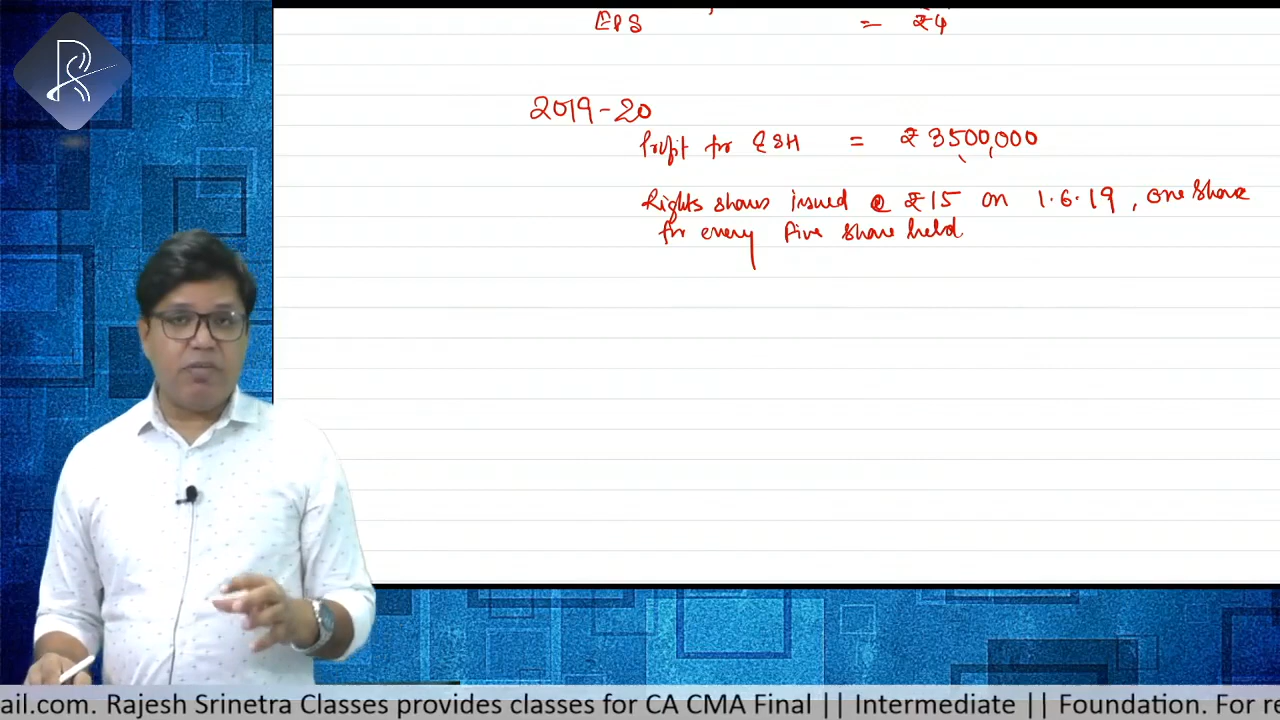 EPS = ₹4
2019-20
Profit for ESH = ₹3500,000
Rights shares issued @ ₹15 on 1.6.19, one share
for every five share held
ail.com. Rajesh Srinetra Classes provides classes for CA CMA Final || Intermediate || Foundation. For re